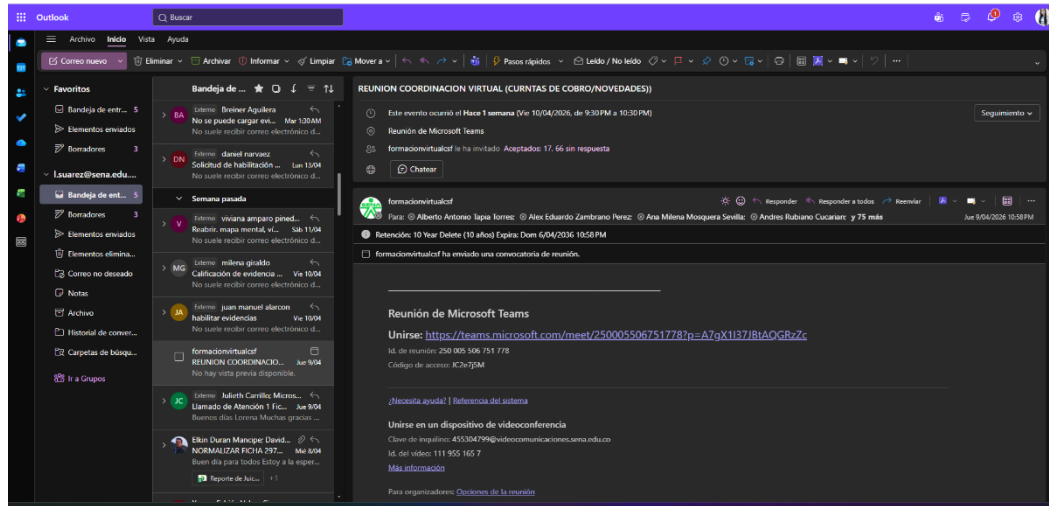 Outlook
Buscar
Archivo Inicio Vista Ayuda
Correo nuevo Eliminar Archivar Informar Limpiar Mover a Pasos rápidos Leído / No leído
Favoritos
Bandeja de entr... 5
Elementos enviados
Borradores 3
l.suarez@sena.edu....
Bandeja de ent... 5
Borradores 3
Elementos enviados
Elementos elimina...
Correo no deseado
Notas
Archivo
Historial de conver...
Carpetas de búsqu...
Ir a Grupos
Bandeja de ...
BA
Externo Breiner Aguilera
No se puede cargar evi... Mar 1:30 AM
No suele recibir correo electrónico d...
DN
Externo daniel narvaez
Solicitud de habilitación ... Lun 13/04
No suele recibir correo electrónico d...
Semana pasada
V
Externo viviana amparo pined...
Reabrir. mapa mental, ví... Sáb 11/04
No suele recibir correo electrónico d...
MG
Externo milena giraldo
Calificación de evidencia ... Vie 10/04
No suele recibir correo electrónico d...
JA
Externo juan manuel alarcon
habilitar evidencias Vie 10/04
No suele recibir correo electrónico d...
formacionvirtualcsf
REUNION COORDINACIO... Jue 9/04
No hay vista previa disponible.
JC
Externo Julieth Carrillo; Micros...
Llamado de Atención 1 Fic... Jue 9/04
Buenos días Lorena Muchas gracias ...
Elkin Duran Mancipe; David...
NORMALIZAR FICHA 297... Mié 8/04
Buen día para todos Estoy a la esper...
Reporte de Juic... +1
REUNION COORDINACION VIRTUAL (CURNTAS DE COBRO/NOVEDADES))
Este evento ocurrió el Hace 1 semana (Vie 10/04/2026, de 9:30 PM a 10:30 PM)
Seguimiento
Reunión de Microsoft Teams
formacionvirtualcsf le ha invitado Aceptados: 17. 66 sin respuesta
Chatear
formacionvirtualcsf
Responder Responder a todos Reenviar
Para: Alberto Antonio Tapia Torres; Alex Eduardo Zambrano Perez; Ana Milena Mosquera Sevilla; Andres Rubiano Cucarian; y 75 más
Jue 9/04/2026 10:58 PM
Retención: 10 Year Delete (10 años) Expira: Dom 6/04/2036 10:58 PM
formacionvirtualcsf ha enviado una convocatoria de reunión.
Reunión de Microsoft Teams
Unirse: https://teams.microsoft.com/meet/250005506751778?p=A7gX1I37JBtAQGRzZc
Id. de reunión: 250 005 506 751 778
Código de acceso: JC2e7j5M
¿Necesita ayuda? | Referencia del sistema
Unirse en un dispositivo de videoconferencia
Clave de inquilino: 455304799@videocomunicaciones.sena.edu.co
Id. del vídeo: 111 955 165 7
Más información
Para organizadores: Opciones de la reunión